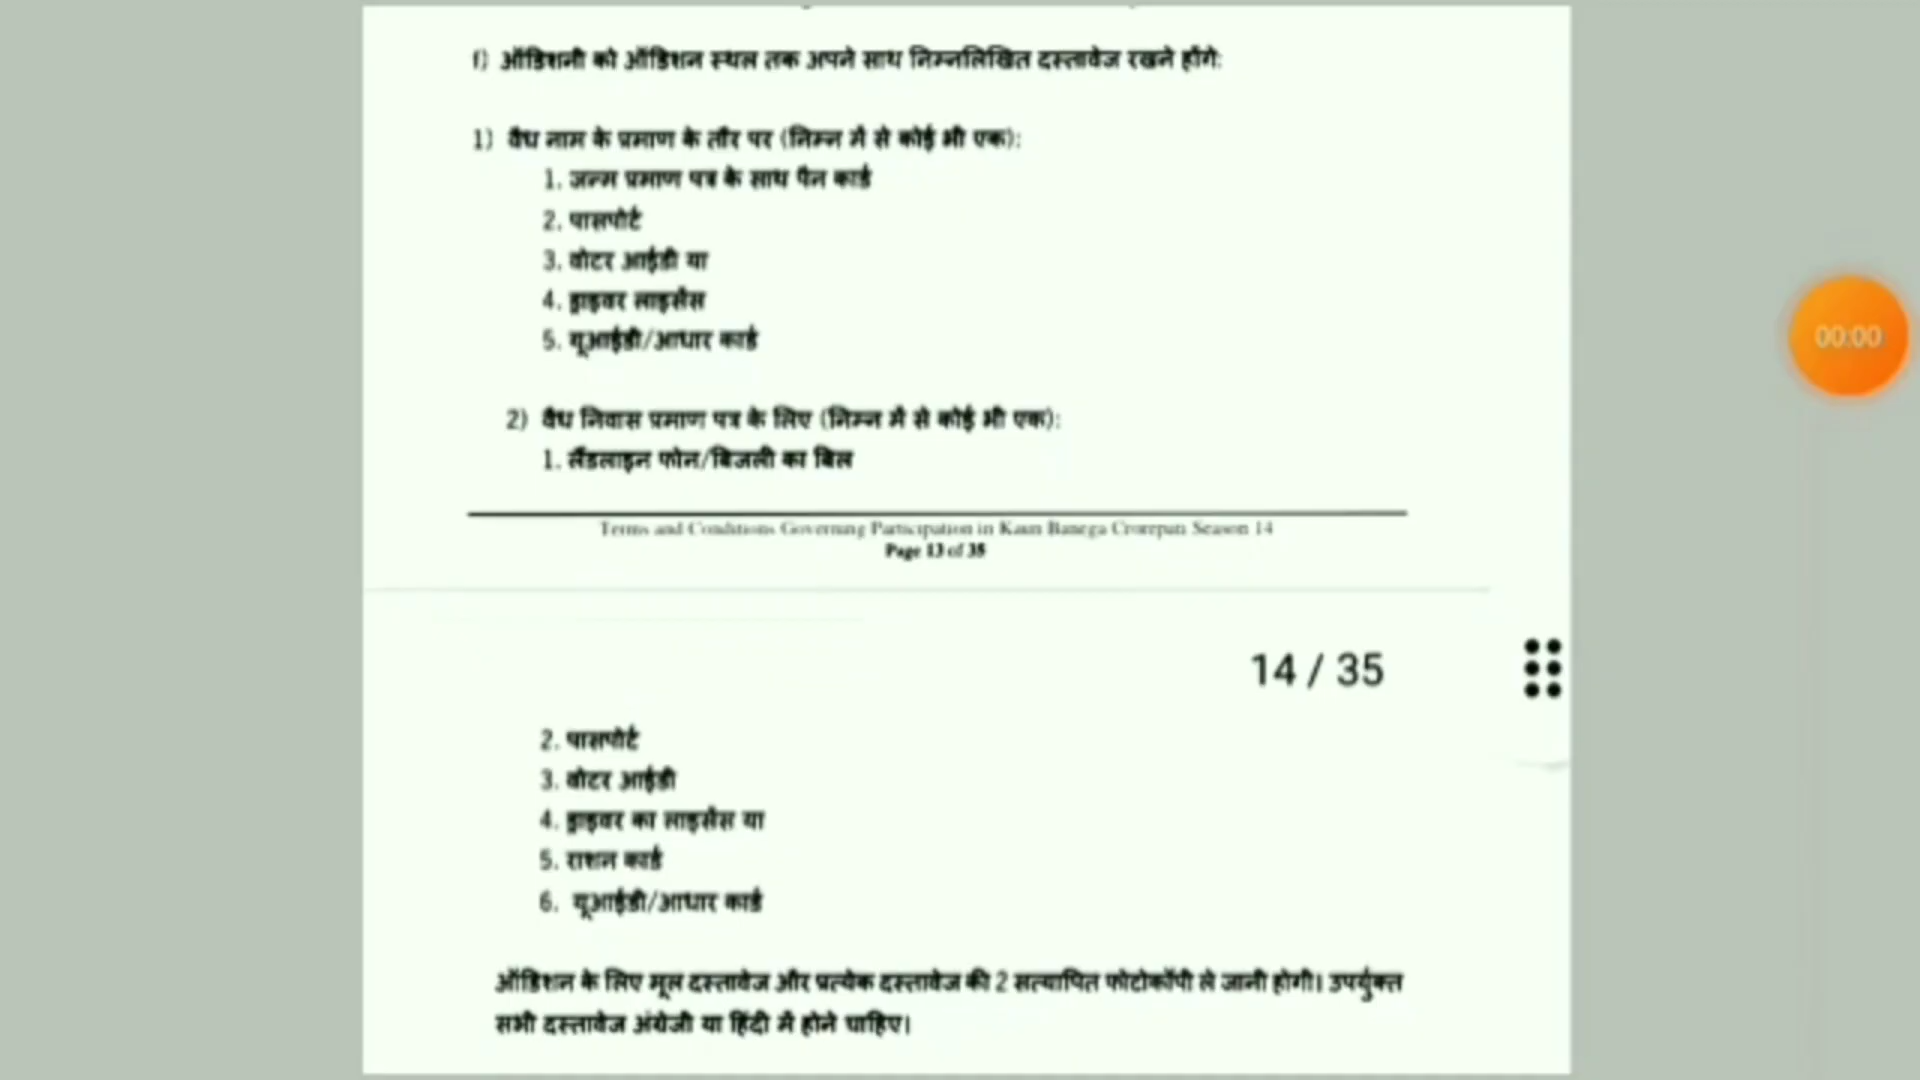 f) ऑडिशनी को ऑडिशन स्थल तक अपने साथ निम्नलिखित दस्तावेज रखने होंगे:
1) वैध नाम के प्रमाण के तौर पर (निम्न में से कोई भी एक):
1. जन्म प्रमाण पत्र के साथ पैन कार्ड
2. पासपोर्ट
3. वोटर आईडी या
4. ड्राइवर लाइसेंस
5. यूआईडी/आधार कार्ड
2) वैध निवास प्रमाण पत्र के लिए (निम्न में से कोई भी एक):
1. लैंडलाइन फोन/बिजली का बिल
Terms and Conditions Governing Participation in Kaun Banega Crorepati Season 14
Page 13 of 35
14 / 35
2. पासपोर्ट
3. वोटर आईडी
4. ड्राइवर का लाइसेंस या
5. राशन कार्ड
6. यूआईडी/आधार कार्ड
ऑडिशन के लिए मूल दस्तावेज और प्रत्येक दस्तावेज की 2 सत्यापित फोटोकॉपी ले जानी होगी। उपर्युक्त
सभी दस्तावेज अंग्रेजी या हिंदी में होने चाहिए।
00:00